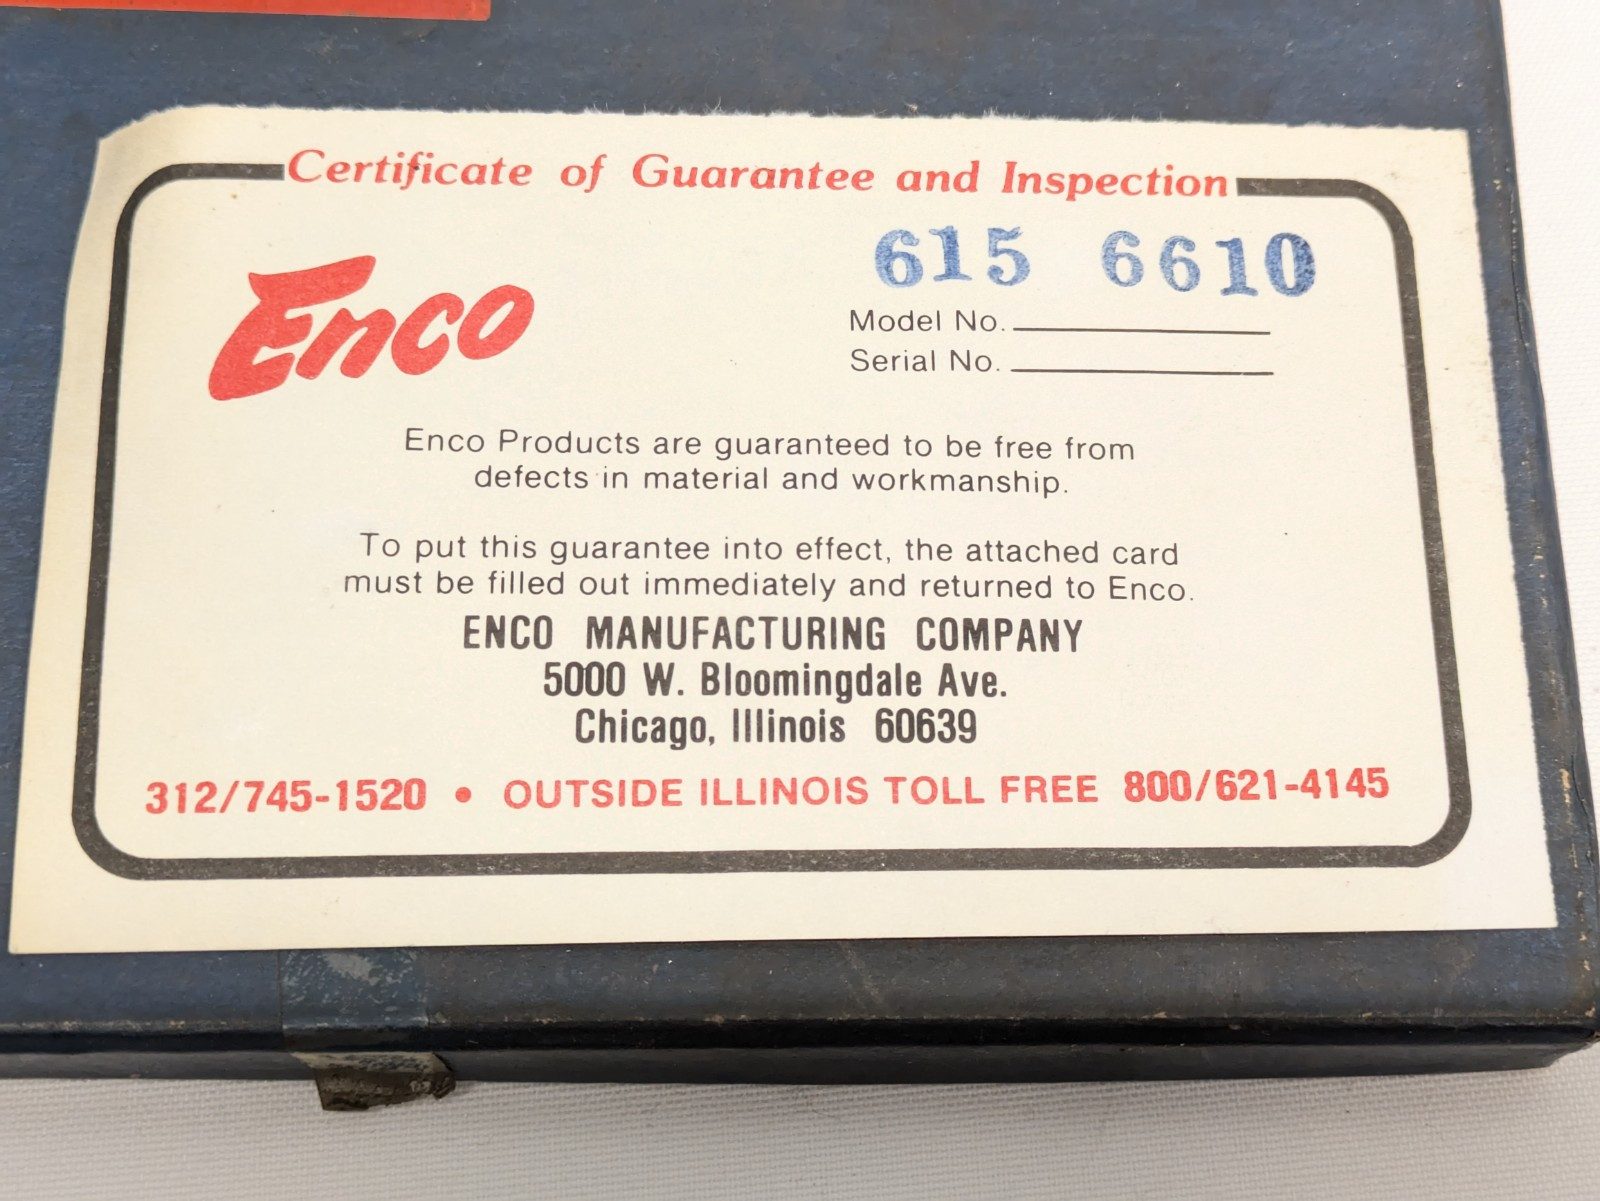 Certificate of Guarantee and Inspection
615 6610
Enco
Model No.
Serial No.
Enco Products are guaranteed to be free from
defects in material and workmanship.
To put this guarantee into effect, the attached card
must be filled out immediately and returned to Enco.
ENCO MANUFACTURING COMPANY
5000 W. Bloomingdale Ave.
Chicago, Illinois 60639
312/745-1520 • OUTSIDE ILLINOIS TOLL FREE 800/621-4145